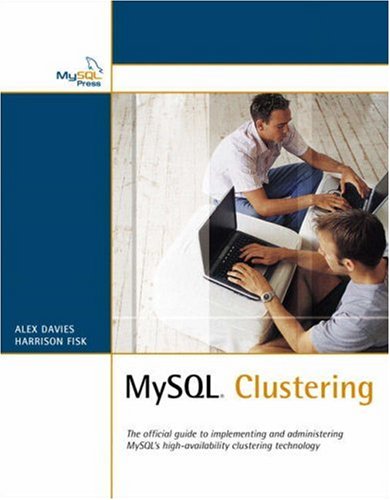 MySQL
Press
ALEX DAVIES
HARRISON FISK
MySQL® Clustering
The official guide to implementing and administering
MySQL's high-availability clustering technology